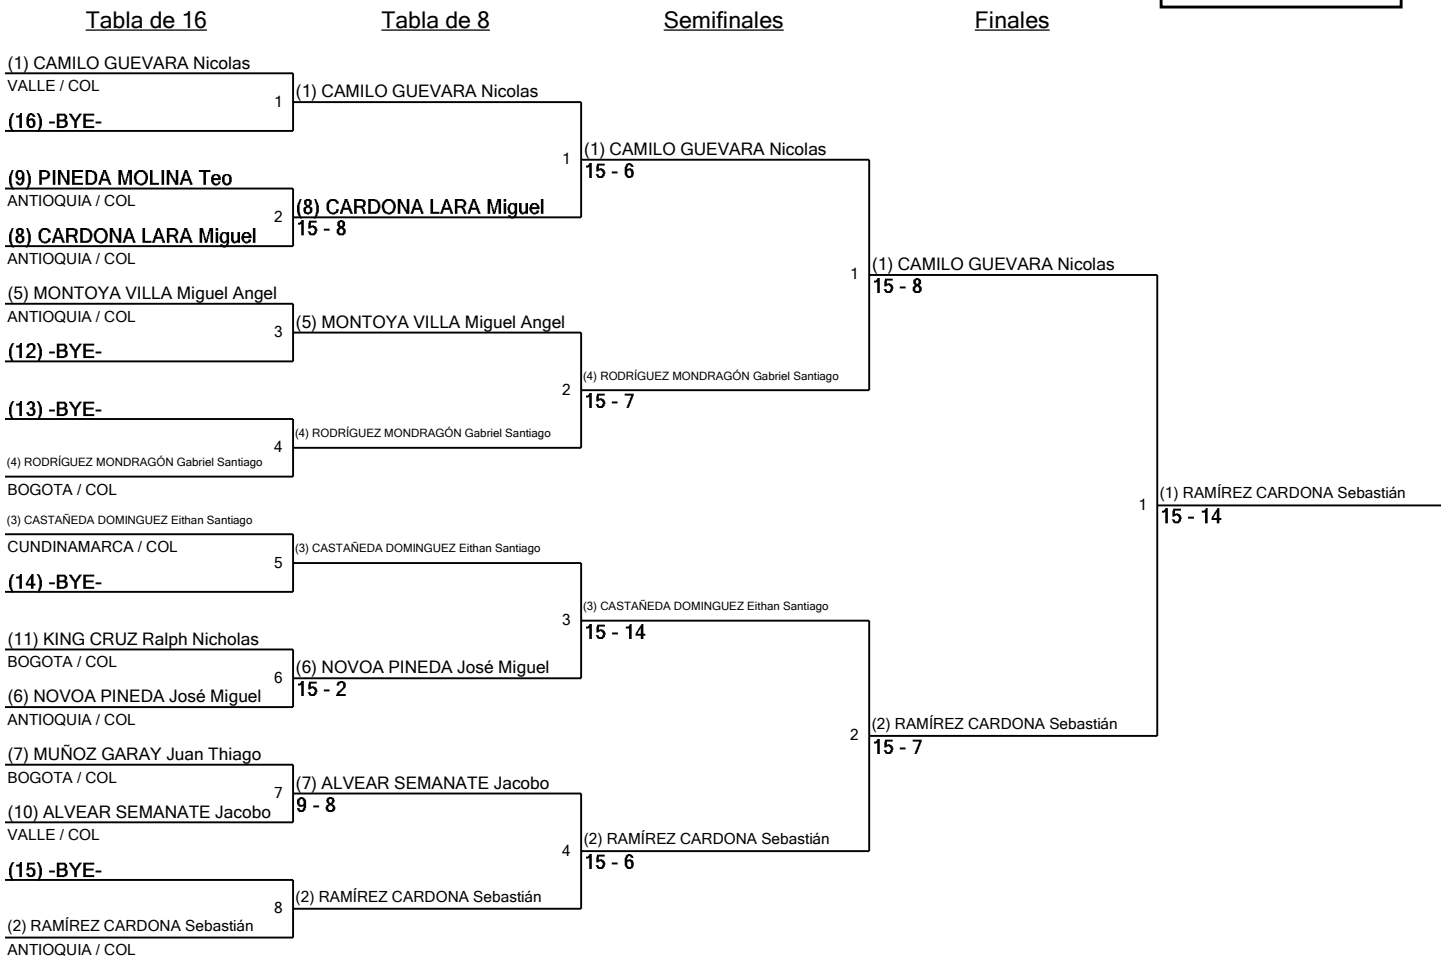 Tabla de 16
Tabla de 8
Semifinales
Finales
(1) CAMILO GUEVARA Nicolas
VALLE / COL
1
(16) -BYE-
(9) PINEDA MOLINA Teo
ANTIOQUIA / COL
2
(8) CARDONA LARA Miguel
ANTIOQUIA / COL
(5) MONTOYA VILLA Miguel Angel
ANTIOQUIA / COL
3
(12) -BYE-
(13) -BYE-
4
(4) RODRÍGUEZ MONDRAGÓN Gabriel Santiago
BOGOTA / COL
(3) CASTAÑEDA DOMINGUEZ Eithan Santiago
CUNDINAMARCA / COL
5
(14) -BYE-
(11) KING CRUZ Ralph Nicholas
BOGOTA / COL
6
(6) NOVOA PINEDA José Miguel
ANTIOQUIA / COL
(7) MUÑOZ GARAY Juan Thiago
BOGOTA / COL
7
(10) ALVEAR SEMANATE Jacobo
VALLE / COL
(15) -BYE-
8
(2) RAMÍREZ CARDONA Sebastián
ANTIOQUIA / COL
(1) CAMILO GUEVARA Nicolas
1
(8) CARDONA LARA Miguel
15 - 8
(5) MONTOYA VILLA Miguel Angel
2
(4) RODRÍGUEZ MONDRAGÓN Gabriel Santiago
(3) CASTAÑEDA DOMINGUEZ Eithan Santiago
3
(6) NOVOA PINEDA José Miguel
15 - 2
(7) ALVEAR SEMANATE Jacobo
9 - 8
4
(2) RAMÍREZ CARDONA Sebastián
(1) CAMILO GUEVARA Nicolas
15 - 6
1
(4) RODRÍGUEZ MONDRAGÓN Gabriel Santiago
15 - 7
(3) CASTAÑEDA DOMINGUEZ Eithan Santiago
15 - 14
2
(2) RAMÍREZ CARDONA Sebastián
15 - 6
(1) CAMILO GUEVARA Nicolas
15 - 8
1
(2) RAMÍREZ CARDONA Sebastián
15 - 7
(1) RAMÍREZ CARDONA Sebastián
15 - 14